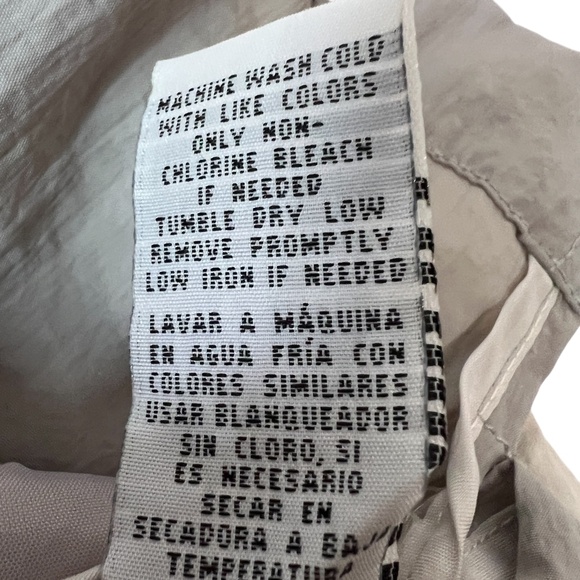 MACHINE WASH COLD
WITH LIKE COLORS
ONLY NON-
CHLORINE BLEACH
IF NEEDED
TUMBLE DRY LOW
REMOVE PROMPTLY
LOW IRON IF NEEDED
LAVAR A MÁQUINA
EN AGUA FRÍA CON
COLORES SIMILARES
USAR BLANQUEADOR
SIN CLORO, SI
ES NECESARIO
SECAR EN
SECADORA A BAJA
TEMPERATURA